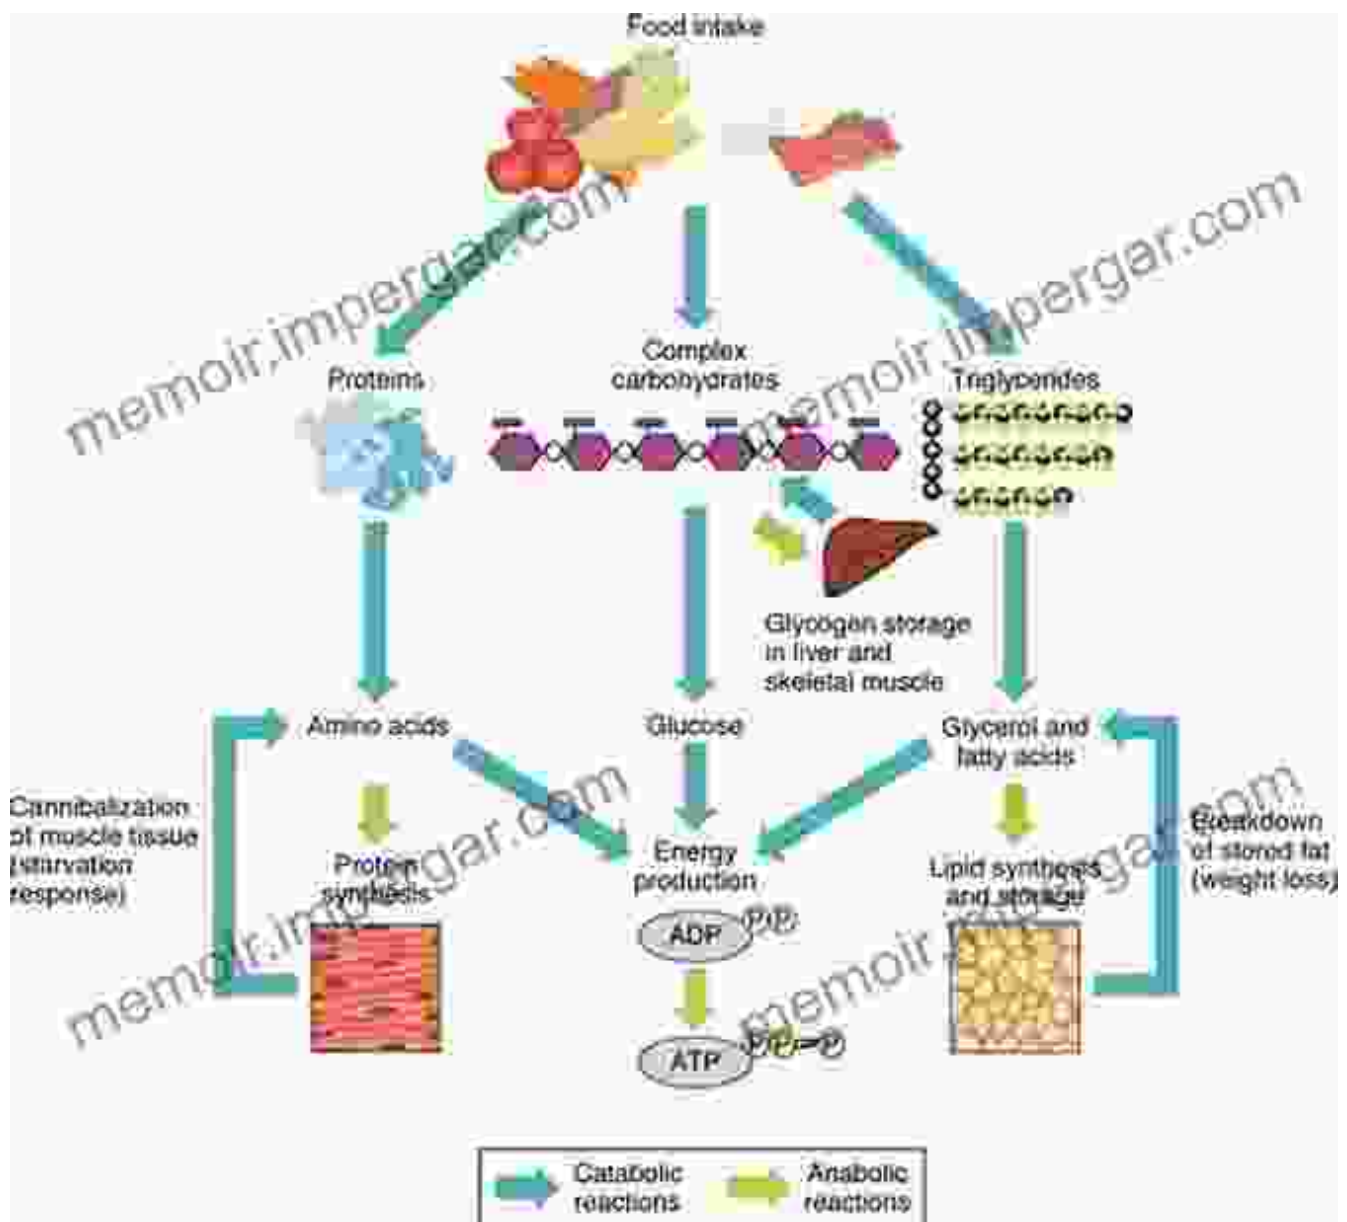 Food intake
Proteins
Complex
carbohydrates
Triglycerides
Glycogen storage
in liver and
skeletal muscle
Amino acids
Glucose
Glycerol and
fatty acids
Cannibalization
of muscle tissue
(starvation
response)
Protein
synthesis
Energy
production
Lipid synthesis
and storage
Breakdown
of stored fat
(weight loss)
ADP
P P
ATP
P P P
Catabolic
reactions
Anabolic
reactions
memoir.impergar.com
memoir.impergar.com
memoir.impergar.com
memoir.impergar.com